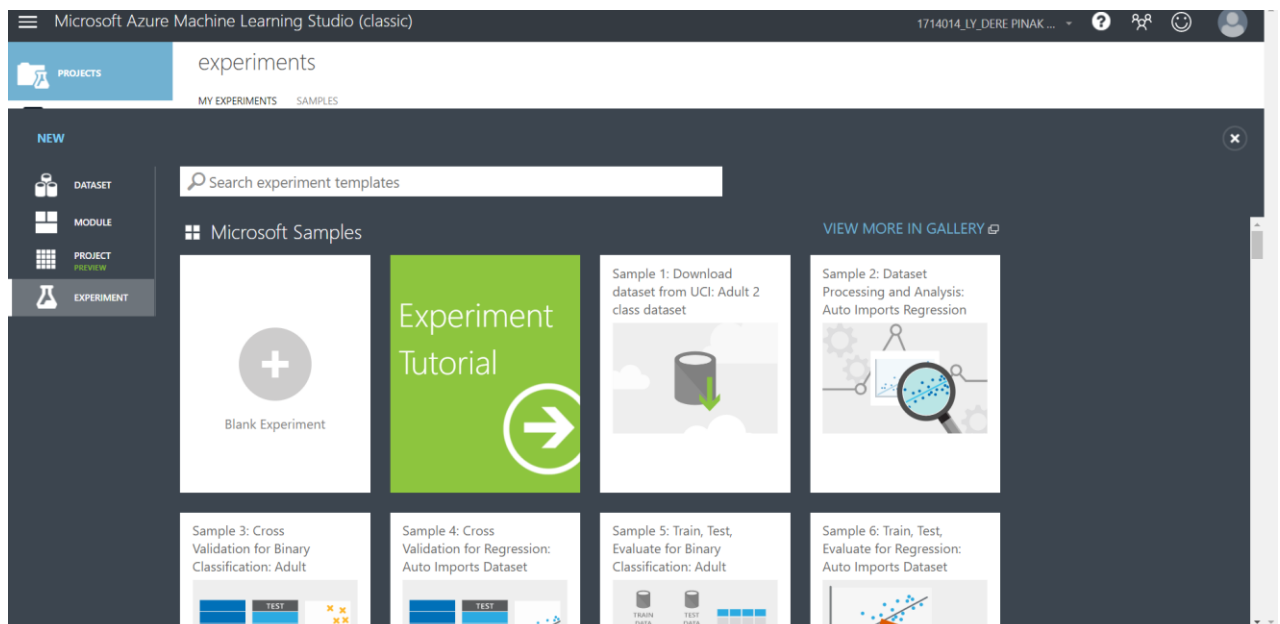 Microsoft Azure Machine Learning Studio (classic)
1714014_LY_DERE PINAK ...
?
PROJECTS
experiments
MY EXPERIMENTS SAMPLES
NEW
DATASET
MODULE
PROJECT
PREVIEW
EXPERIMENT
Search experiment templates
Microsoft Samples
VIEW MORE IN GALLERY
Blank Experiment
Experiment
Tutorial
Sample 1: Download
dataset from UCI: Adult 2
class dataset
Sample 2: Dataset
Processing and Analysis:
Auto Imports Regression
Sample 3: Cross
Validation for Binary
Classification: Adult
TEST
Sample 4: Cross
Validation for Regression:
Auto Imports Dataset
TEST
Sample 5: Train, Test,
Evaluate for Binary
Classification: Adult
TRAIN TEST
DATA DATA
Sample 6: Train, Test,
Evaluate for Regression:
Auto Imports Dataset